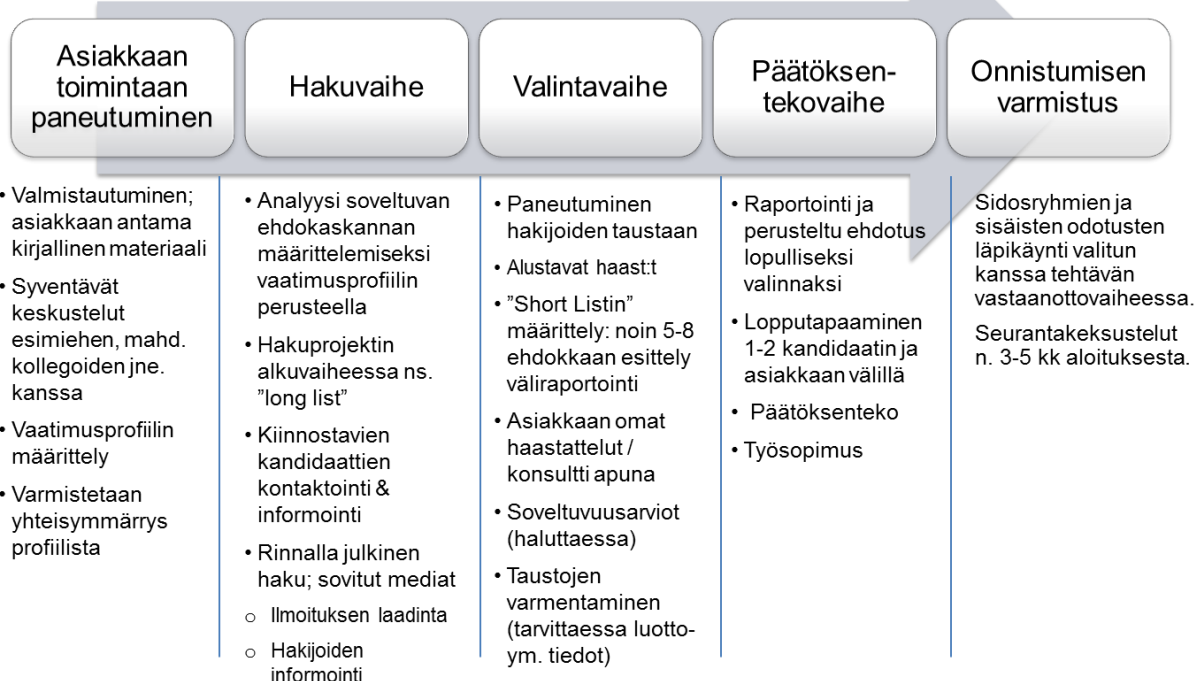 Asiakkaan
toimintaan
paneutuminen
Hakuvaihe
Valintavaihe
Päätöksen-
tekovaihe
Onnistumisen
varmistus
• Valmistautuminen;
asiakkaan antama
kirjallinen materiaali
• Syventävät
keskustelut
esimiehen, mahd.
kollegoiden jne.
kanssa
• Vaatimusprofiilin
määrittely
• Varmistetaan
yhteisymmärrys
profiilista
• Analyysi soveltuvan
ehdokaskannan
määrittelemiseksi
vaatimusprofiilin
perusteella
• Hakuprojektin
alkuvaiheessa ns.
”long list”
• Kiinnostavien
kandidaattien
kontaktointi &
informointi
• Rinnalla julkinen
haku; sovitut mediat
o Ilmoituksen laadinta
o Hakijoiden
informointi
• Paneutuminen
hakijoiden taustaan
• Alustavat haast:t
• ”Short Listin”
määrittely: noin 5-8
ehdokkaan esittely
väliraportointi
• Asiakkaan omat
haastattelut /
konsultti apuna
• Soveltuvuusarviot
(haluttaessa)
• Taustojen
varmentaminen
(tarvittaessa luotto-
ym. tiedot)
• Raportointi ja
perusteltu ehdotus
lopulliseksi
valinnaksi
• Lopputapaaminen
1-2 kandidaatin ja
asiakkaan välillä
• Päätöksenteko
• Työsopimus
Sidosryhmien ja
sisäisten odotusten
läpikäynti valitun
kanssa tehtävän
vastaanottovaiheessa.
Seurantakeksustelut
n. 3-5 kk aloituksesta.